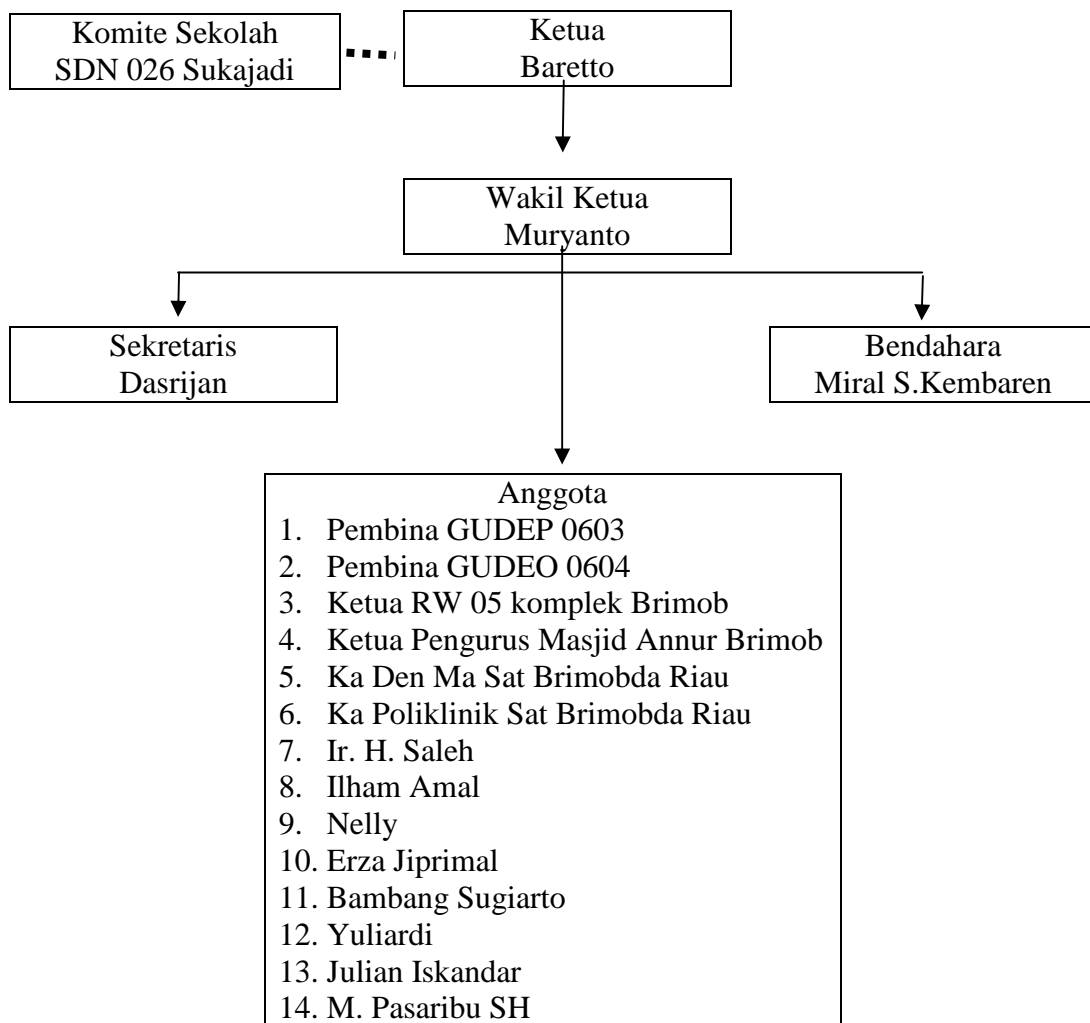 Komite Sekolah
SDN 026 Sukajadi
Ketua
Baretto
Wakil Ketua
Muryanto
Sekretaris
Dasrijan
Bendahara
Miral S.Kembaren
Anggota
1. Pembina GUDEP 0603
2. Pembina GUDEO 0604
3. Ketua RW 05 komplek Brimob
4. Ketua Pengurus Masjid Annur Brimob
5. Ka Den Ma Sat Brimobda Riau
6. Ka Poliklinik Sat Brimobda Riau
7. Ir. H. Saleh
8. Ilham Amal
9. Nelly
10. Erza Jiprimal
11. Bambang Sugiarto
12. Yuliardi
13. Julian Iskandar
14. M. Pasaribu SH